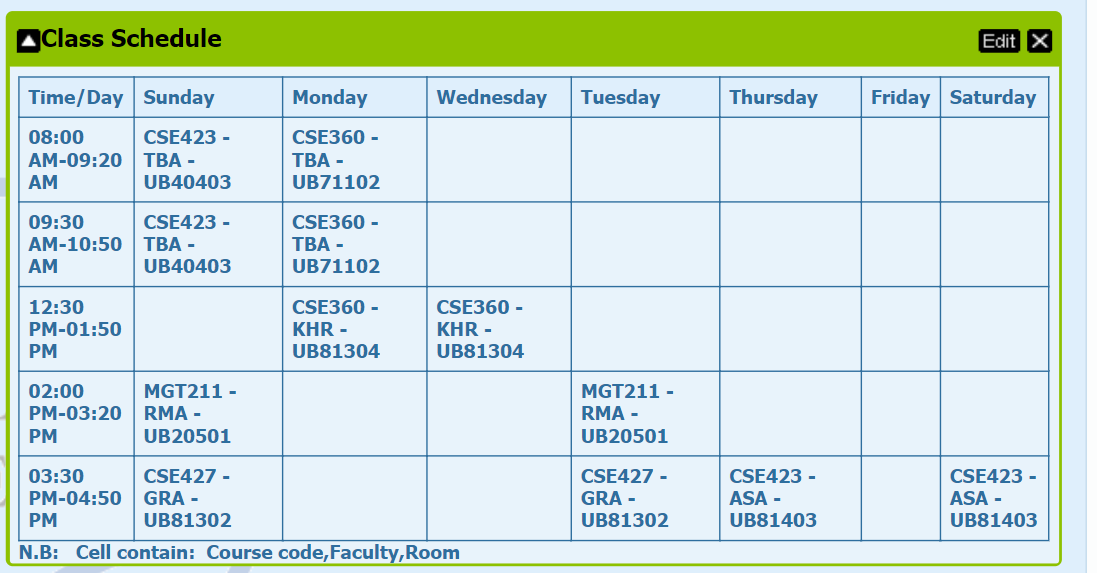 Class Schedule
Edit
Time/Day Sunday Monday Wednesday Tuesday Thursday Friday Saturday
08:00 CSE423 - CSE360 -
AM-09:20 TBA - TBA -
AM UB40403 UB71102
09:30 CSE423 - CSE360 -
AM-10:50 TBA - TBA -
AM UB40403 UB71102
12:30 CSE360 - CSE360 -
PM-01:50 KHR - KHR -
PM UB81304 UB81304
02:00 MGT211 - MGT211 -
PM-03:20 RMA - RMA -
PM UB20501 UB20501
03:30 CSE427 - CSE427 - CSE423 - CSE423 -
PM-04:50 GRA - GRA - ASA - ASA -
PM UB81302 UB81302 UB81403 UB81403
N.B: Cell contain: Course code,Faculty,Room